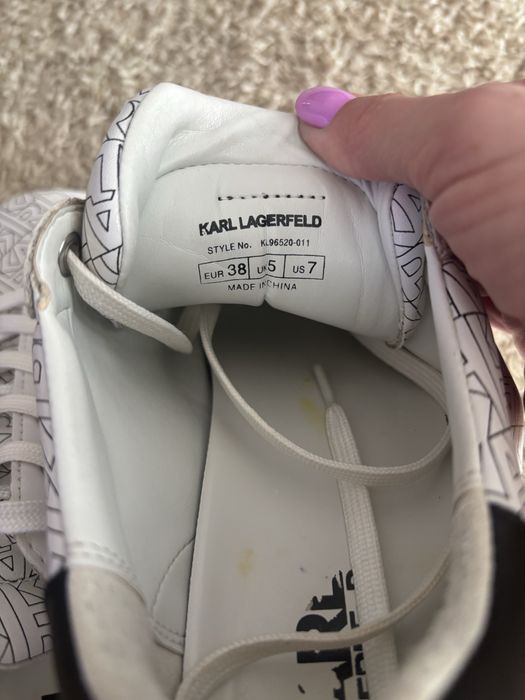 KARL LAGERFELD
STYLE No. KL96520-011
EUR 38 UK 5 US 7
MADE IN CHINA